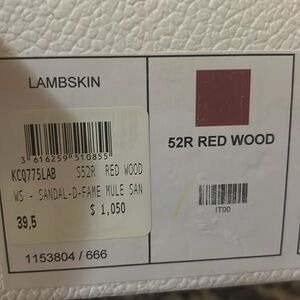 LAMBSKIN
3 616259 510855
KCQ775LAB S52R RED WOOD
WS - SANDAL-D-FAME MULE SAN
$ 1,050
39,5
1153804 / 666
52R RED WOOD
IT00